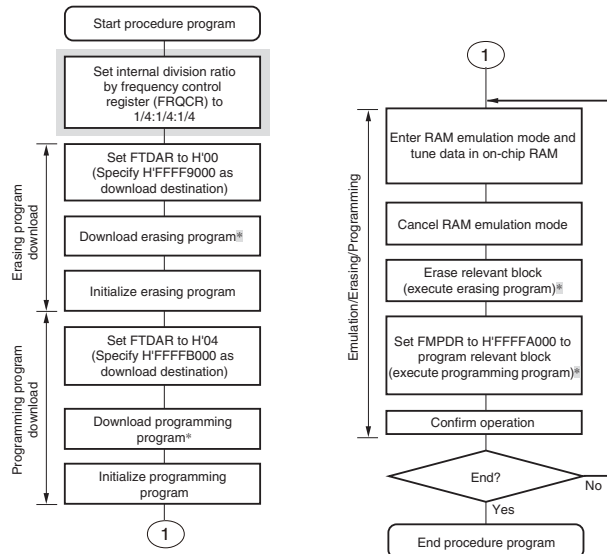 Start procedure program
Set internal division ratio
by frequency control
register (FRQCR) to
1/4:1/4:1/4
Erasing program
download
Set FTDAR to H'00
(Specify H'FFFF9000 as
download destination)
Download erasing program*
Initialize erasing program
Programming program
download
Set FTDAR to H'04
(Specify H'FFFFB000 as
download destination)
Download programming
program*
Initialize programming
program
1
1
Emulation/Erasing/Programming
Enter RAM emulation mode and
tune data in on-chip RAM
Cancel RAM emulation mode
Erase relevant block
(execute erasing program)*
Set FMPDR to H'FFFFA000 to
program relevant block
(execute programming program)*
Confirm operation
End?
No
Yes
End procedure program